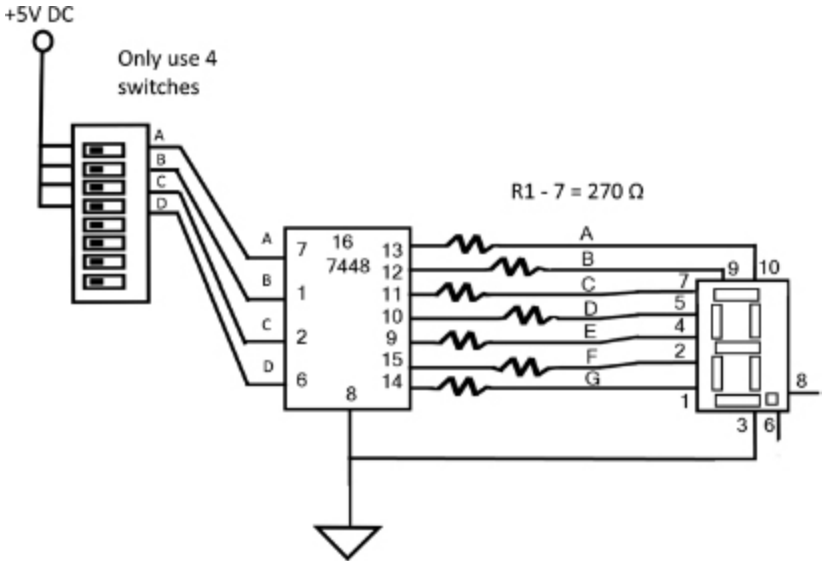 +5V DC
Only use 4
switches
A
B
C
D
R1 - 7 = 270 Ω
A
B
C
D
7
1
2
6
16
7448
8
13
12
11
10
9
15
14
A
B
C
D
E
F
G
9 10
7
5
4
2
1
8
3 6